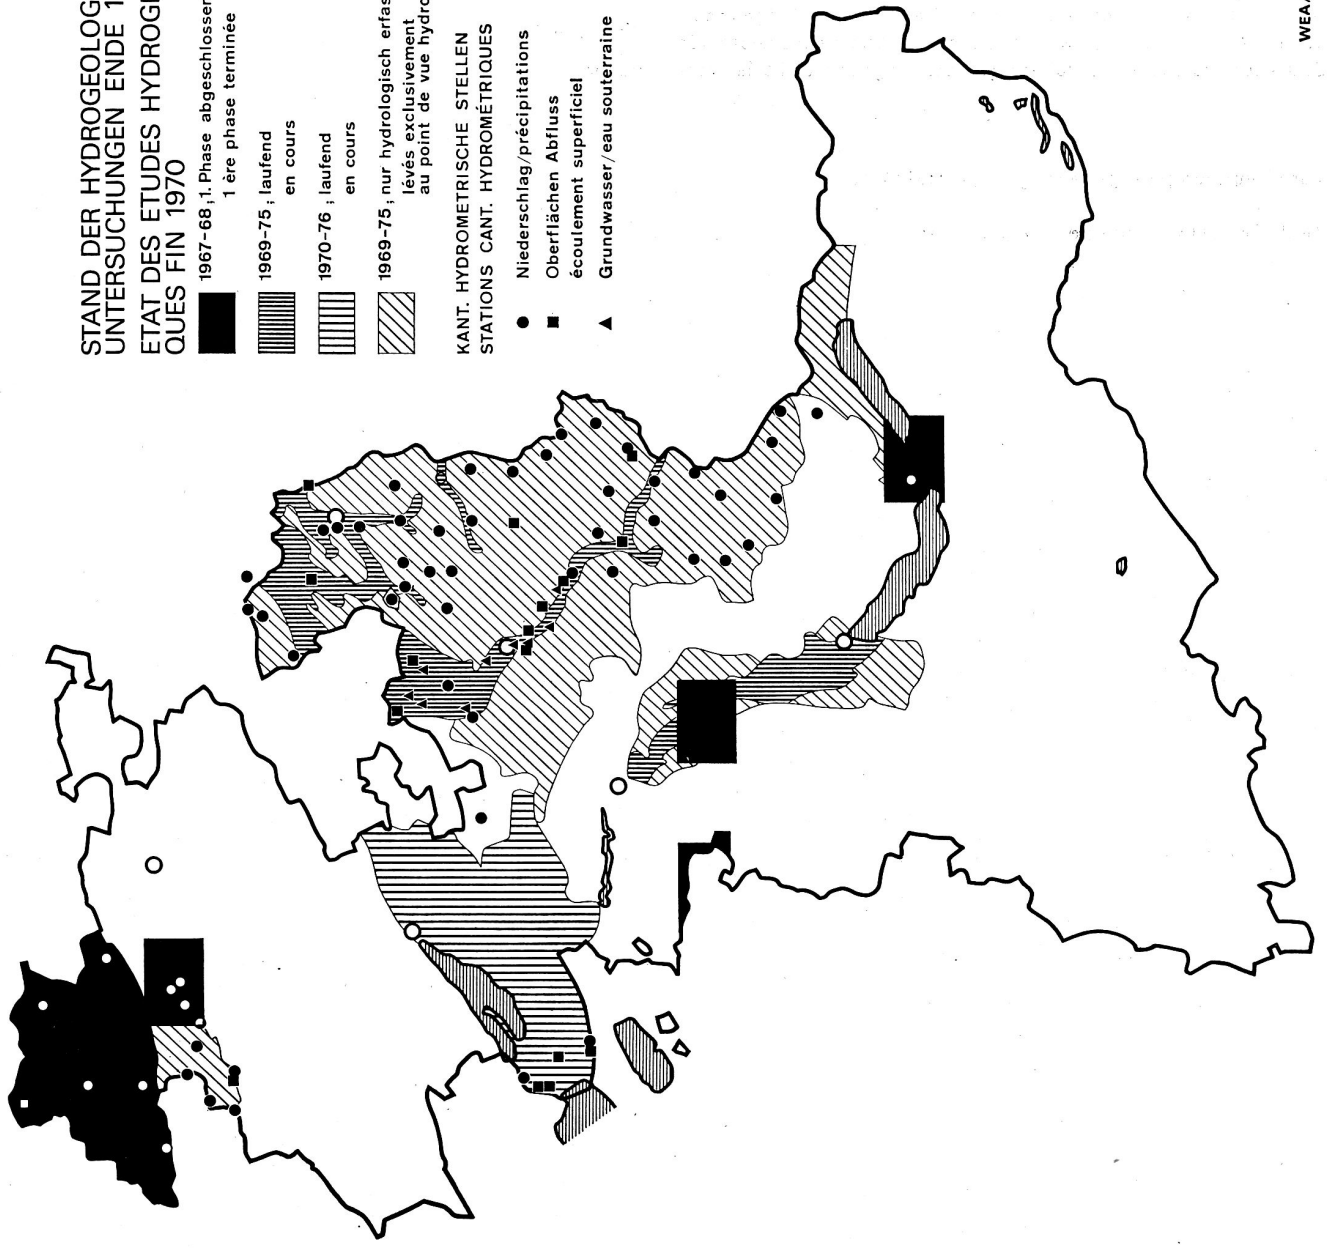 STAND DER HYDROGEOLOG
UNTERSUCHUNGEN ENDE 1
ETAT DES ETUDES HYDROGE
QUES FIN 1970
1967-68; 1. Phase abgeschlossen
1 ère phase terminée
1969-75; laufend
en cours
1970-76; laufend
en cours
1969-75; nur hydrologisch erfas
lévés exclusivement
au point de vue hydro
KANT. HYDROMETRISCHE STELLEN
STATIONS CANT. HYDROMÉTRIQUES
Niederschlag/précipitations
Oberflächen Abfluss
écoulement superficiel
Grundwasser/eau souterraine
WEA